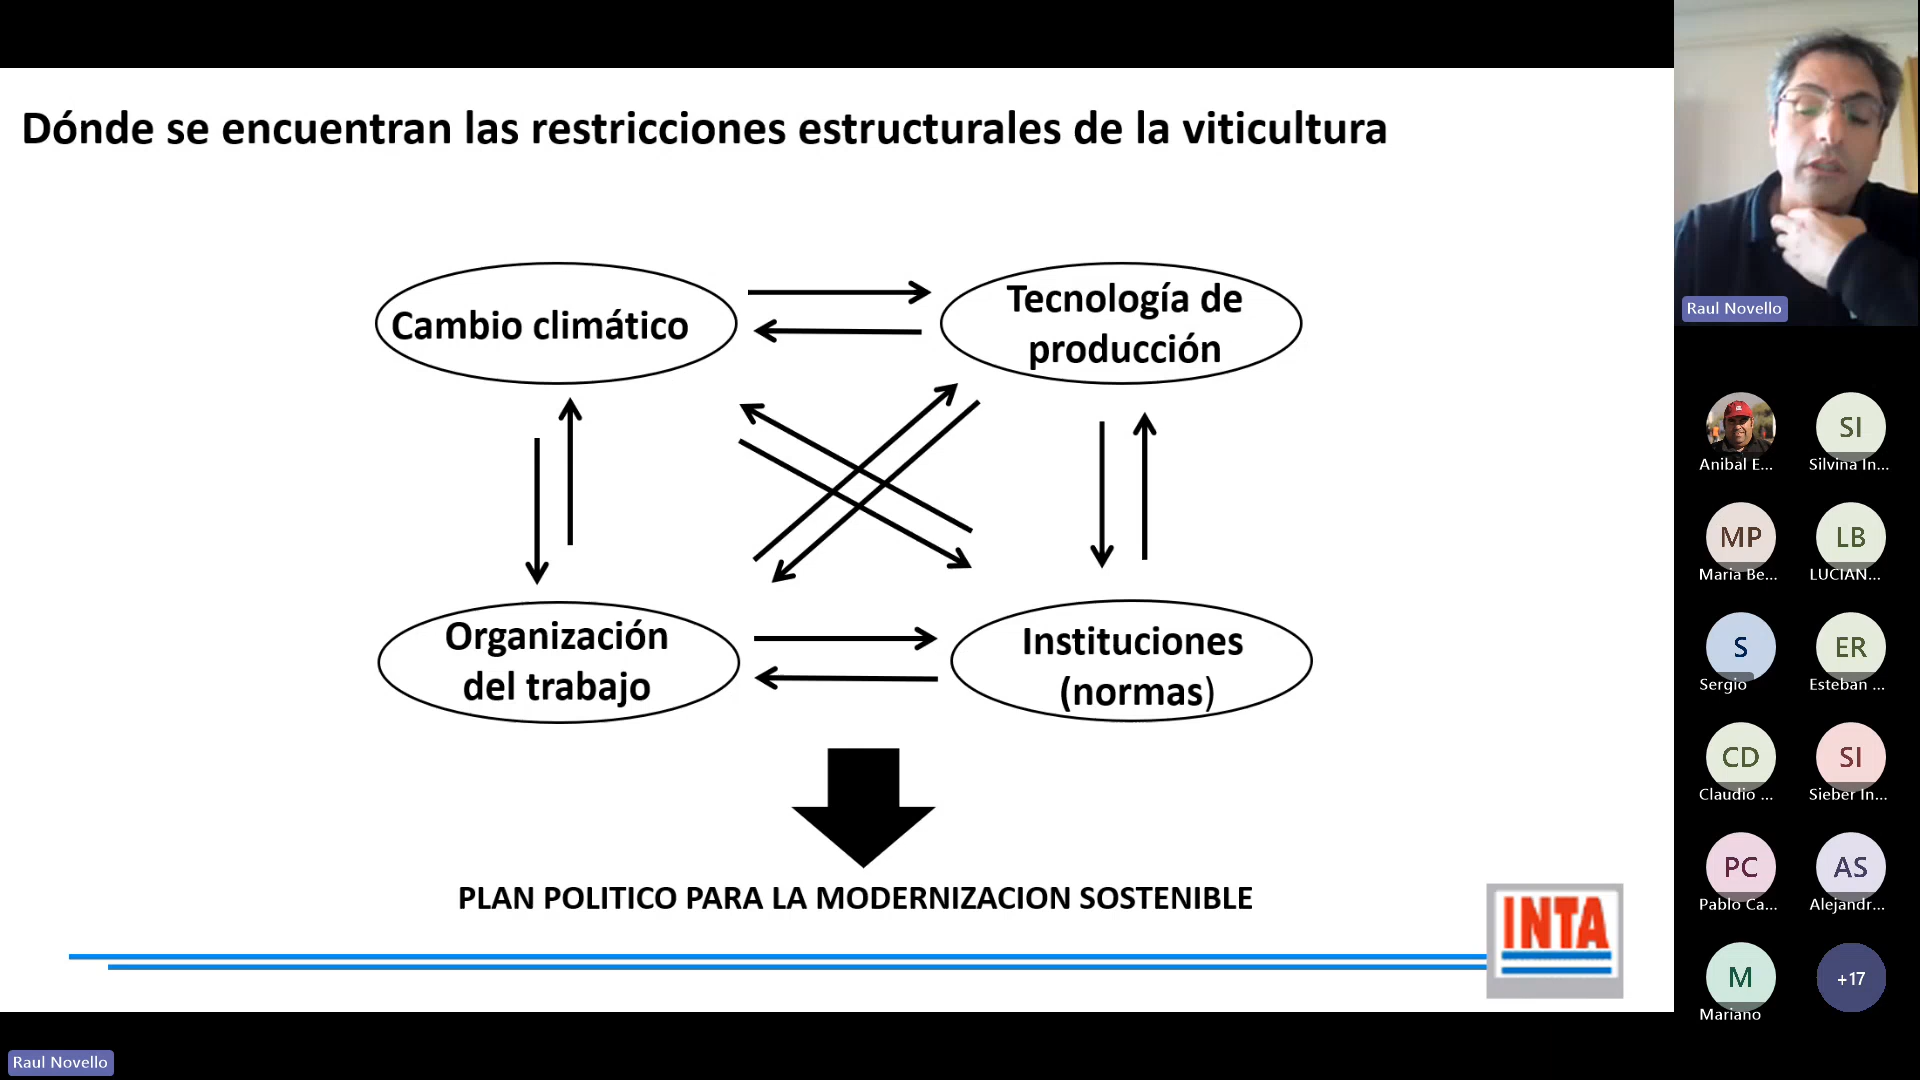 Dónde se encuentran las restricciones estructurales de la viticultura
Cambio climático
Tecnología de
producción
Organización
del trabajo
Instituciones
(normas)
PLAN POLITICO PARA LA MODERNIZACION SOSTENIBLE
INTA
Raul Novello
Anibal E...
SI
Silvina In...
MP
Maria Be...
LB
LUCIAN...
S
Sergio
ER
Esteban ...
CD
Claudio ...
SI
Sieber In...
PC
Pablo Ca...
AS
Alejandr...
M
Mariano
+17
Raul Novello